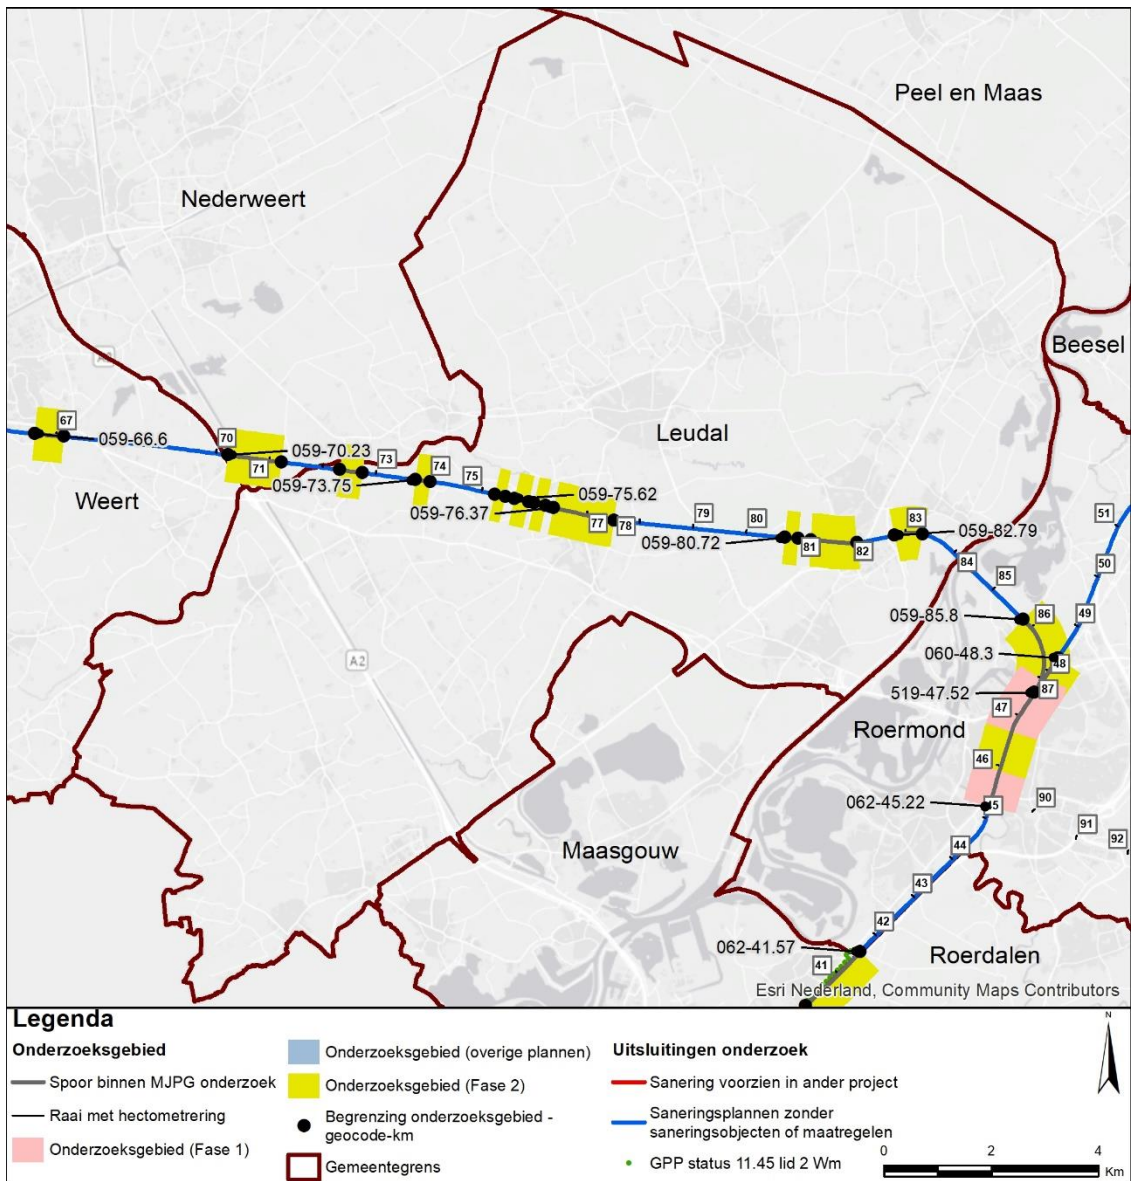 Peel en Maas
Nederweert
Beesel
A2
67
059-66.6
70
059-70.23
71
Leudal
73
74
75
059-73.75
Weert
059-75.62
059-76.37
77
78
79
80
059-80.72
81
82
83
059-82.79
51
84
50
85
059-85.8
86
49
060-48.3
48
A2
519-47.52
87
47
Roermond
46
062-45.22
45
90
91
92
44
Maasgouw
43
42
062-41.57
41
Roerdalen
Esri Nederland, Community Maps Contributors
Legenda
Onderzoeksgebied
Spoor binnen MJPG onderzoek
Raai met hectometrering
Onderzoeksgebied (Fase 1)
Onderzoeksgebied (overige plannen)
Onderzoeksgebied (Fase 2)
Begrenzing onderzoeksgebied -
geocode-km
Gemeentegrens
Uitsluitingen onderzoek
Sanering voorzien in ander project
Saneringsplannen zonder
saneringsobjecten of maatregelen
GPP status 11.45 lid 2 Wm
N
0 2 4
Km